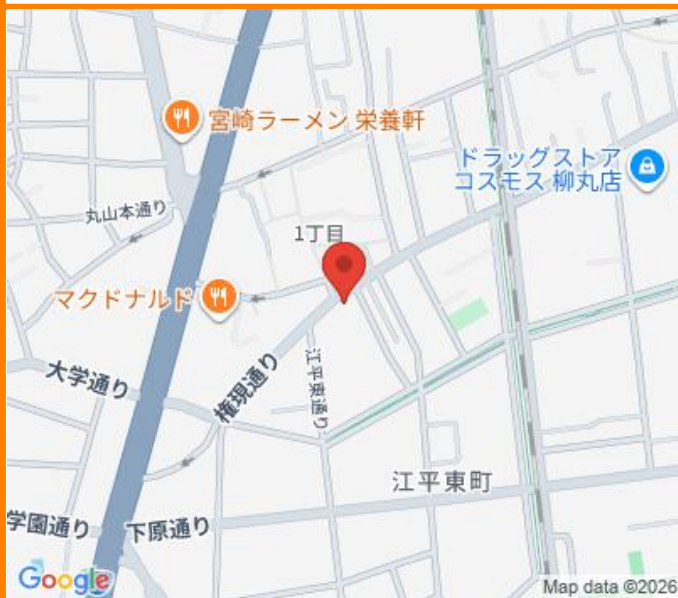 宮崎ラーメン 栄養軒
ドラッグストア
コスモス 柳丸店
丸山本通り
1丁目
マクドナルド
大学通り
権現通り
江平東通り
江平東町
学園通り
下原通り
Google
Map data ©2026